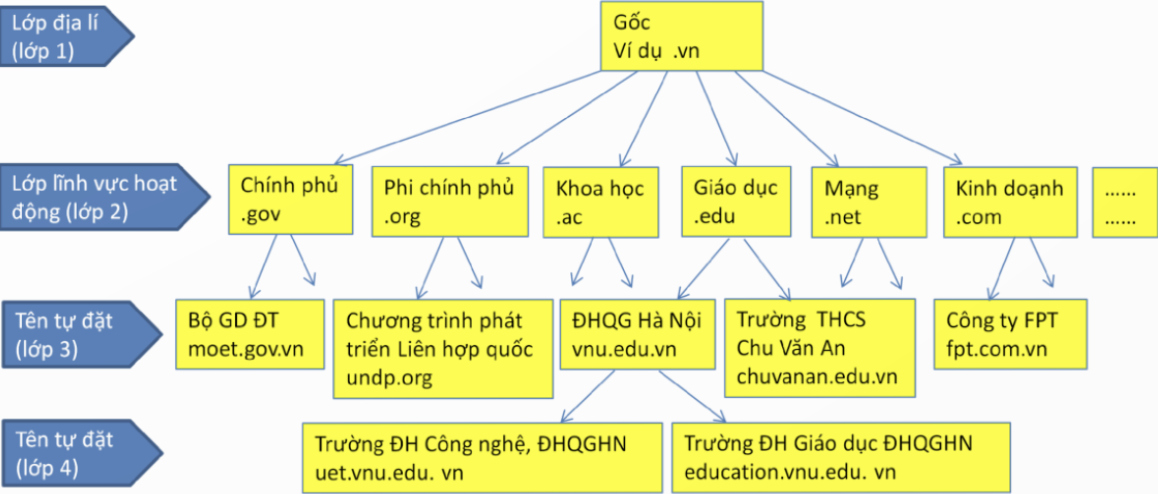 Lớp địa lí
(lớp 1)
Gốc
Ví dụ .vn
Lớp lĩnh vực hoạt
động (lớp 2)
Chính phủ
.gov
Phi chính phủ
.org
Khoa học
.ac
Giáo dục
.edu
Mạng
.net
Kinh doạnh
.com
......
......
Tên tự đặt
(lớp 3)
Bộ GD ĐT
moet.gov.vn
Chương trình phát
triển Liên hợp quốc
undp.org
ĐHQG Hà Nội
vnu.edu.vn
Trường THCS
Chu Văn An
chuvanan.edu.vn
Công ty FPT
fpt.com.vn
Tên tự đặt
(lớp 4)
Trường ĐH Công nghệ, ĐHQGHN
uet.vnu.edu. vn
Trường ĐH Giáo dục ĐHQGHN
education.vnu.edu. vn